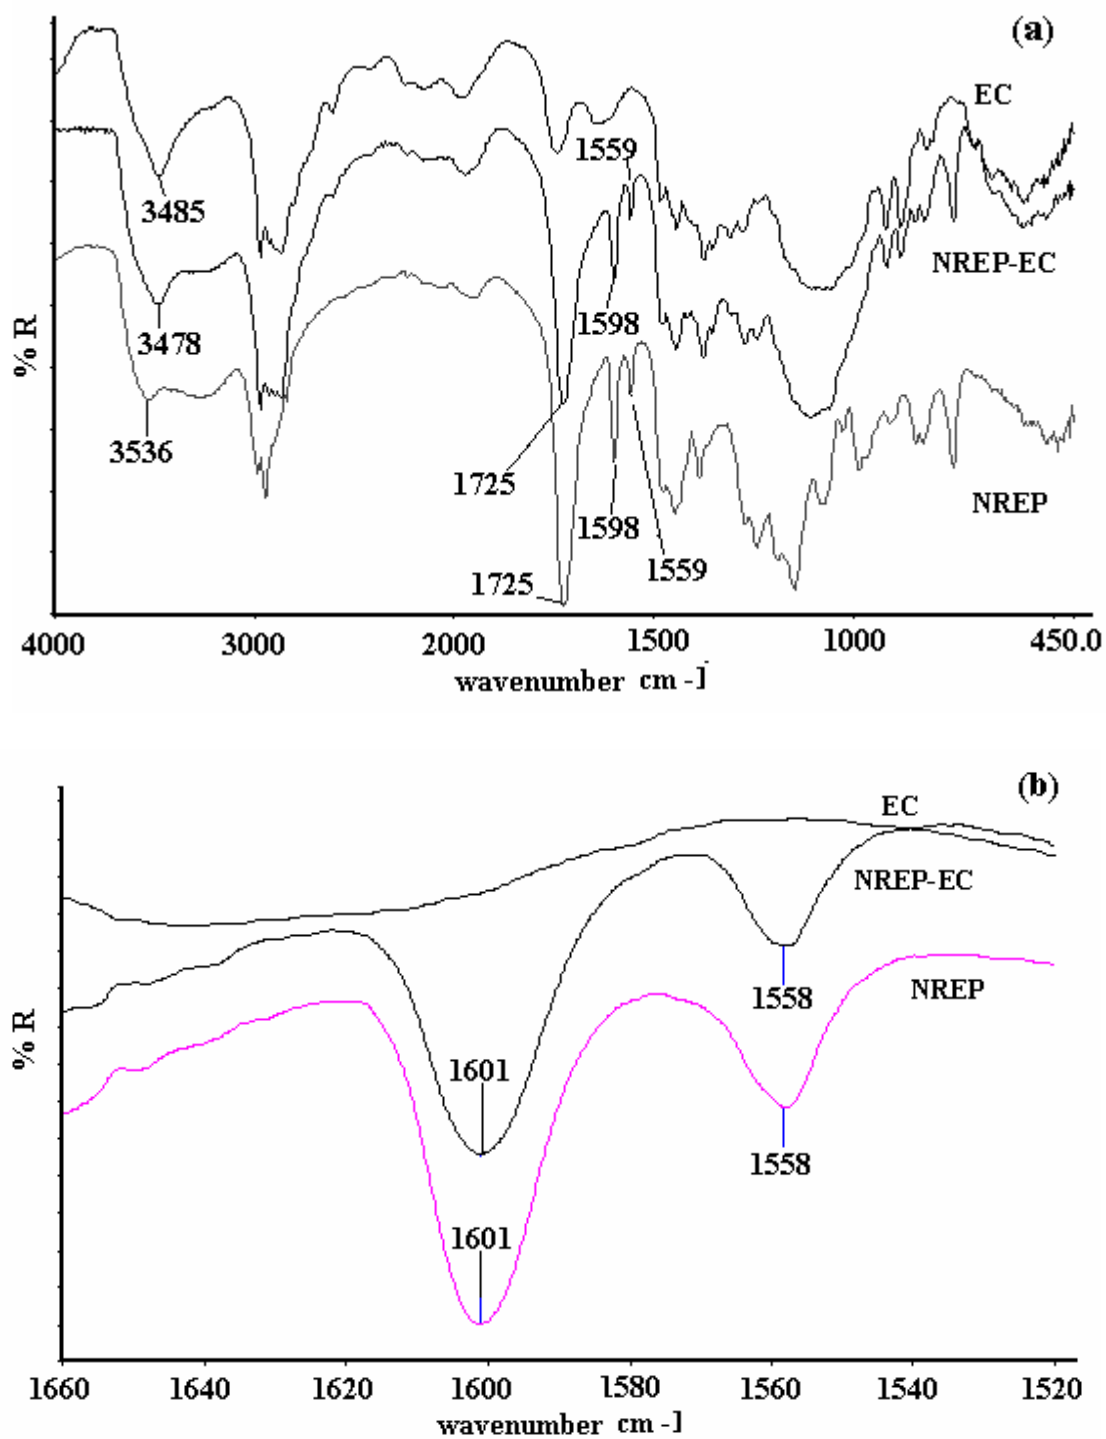 (a)
EC
1559
3485
NREP-EC
1598
3478
% R
3536
1725
NREP
1598
1559
1725
4000 3000 2000 1500 1000 450.0
wavenumber cm -1
(b)
EC
NREP-EC
NREP
1558
% R
1601
1558
1601
1660 1640 1620 1600 1580 1560 1540 1520
wavenumber cm -1